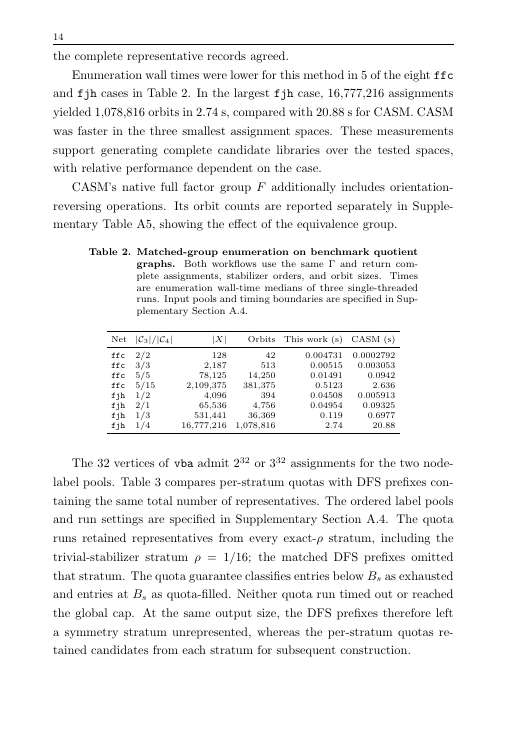 14
the complete representative records agreed.
Enumeration wall times were lower for this method in 5 of the eight ffc
and fjh cases in Table 2. In the largest fjh case, 16,777,216 assignments
yielded 1,078,816 orbits in 2.74 s, compared with 20.88 s for CASM. CASM
was faster in the three smallest assignment spaces. These measurements
support generating complete candidate libraries over the tested spaces,
with relative performance dependent on the case.
CASM's native full factor group F additionally includes orientation-
reversing operations. Its orbit counts are reported separately in Supple-
mentary Table A5, showing the effect of the equivalence group.
Table 2. Matched-group enumeration on benchmark quotient
graphs. Both workflows use the same Γ and return com-
plete assignments, stabilizer orders, and orbit sizes. Times
are enumeration wall-time medians of three single-threaded
runs. Input pools and timing boundaries are specified in Sup-
plementary Section A.4.
Net |C₃|/|C₄| |X| Orbits This work (s) CASM (s)
ffc 2/2 128 42 0.004731 0.0002792
ffc 3/3 2,187 513 0.00515 0.003053
ffc 5/5 78,125 14,250 0.01491 0.0942
ffc 5/15 2,109,375 381,375 0.5123 2.636
fjh 1/2 4,096 394 0.04508 0.005913
fjh 2/1 65,536 4,756 0.04954 0.09325
fjh 1/3 531,441 36,369 0.119 0.6977
fjh 1/4 16,777,216 1,078,816 2.74 20.88
The 32 vertices of vba admit 2³² or 3³² assignments for the two node-
label pools. Table 3 compares per-stratum quotas with DFS prefixes con-
taining the same total number of representatives. The ordered label pools
and run settings are specified in Supplementary Section A.4. The quota
runs retained representatives from every exact-ρ stratum, including the
trivial-stabilizer stratum ρ = 1/16; the matched DFS prefixes omitted
that stratum. The quota guarantee classifies entries below Bₛ as exhausted
and entries at Bₛ as quota-filled. Neither quota run timed out or reached
the global cap. At the same output size, the DFS prefixes therefore left
a symmetry stratum unrepresented, whereas the per-stratum quotas re-
tained candidates from each stratum for subsequent construction.